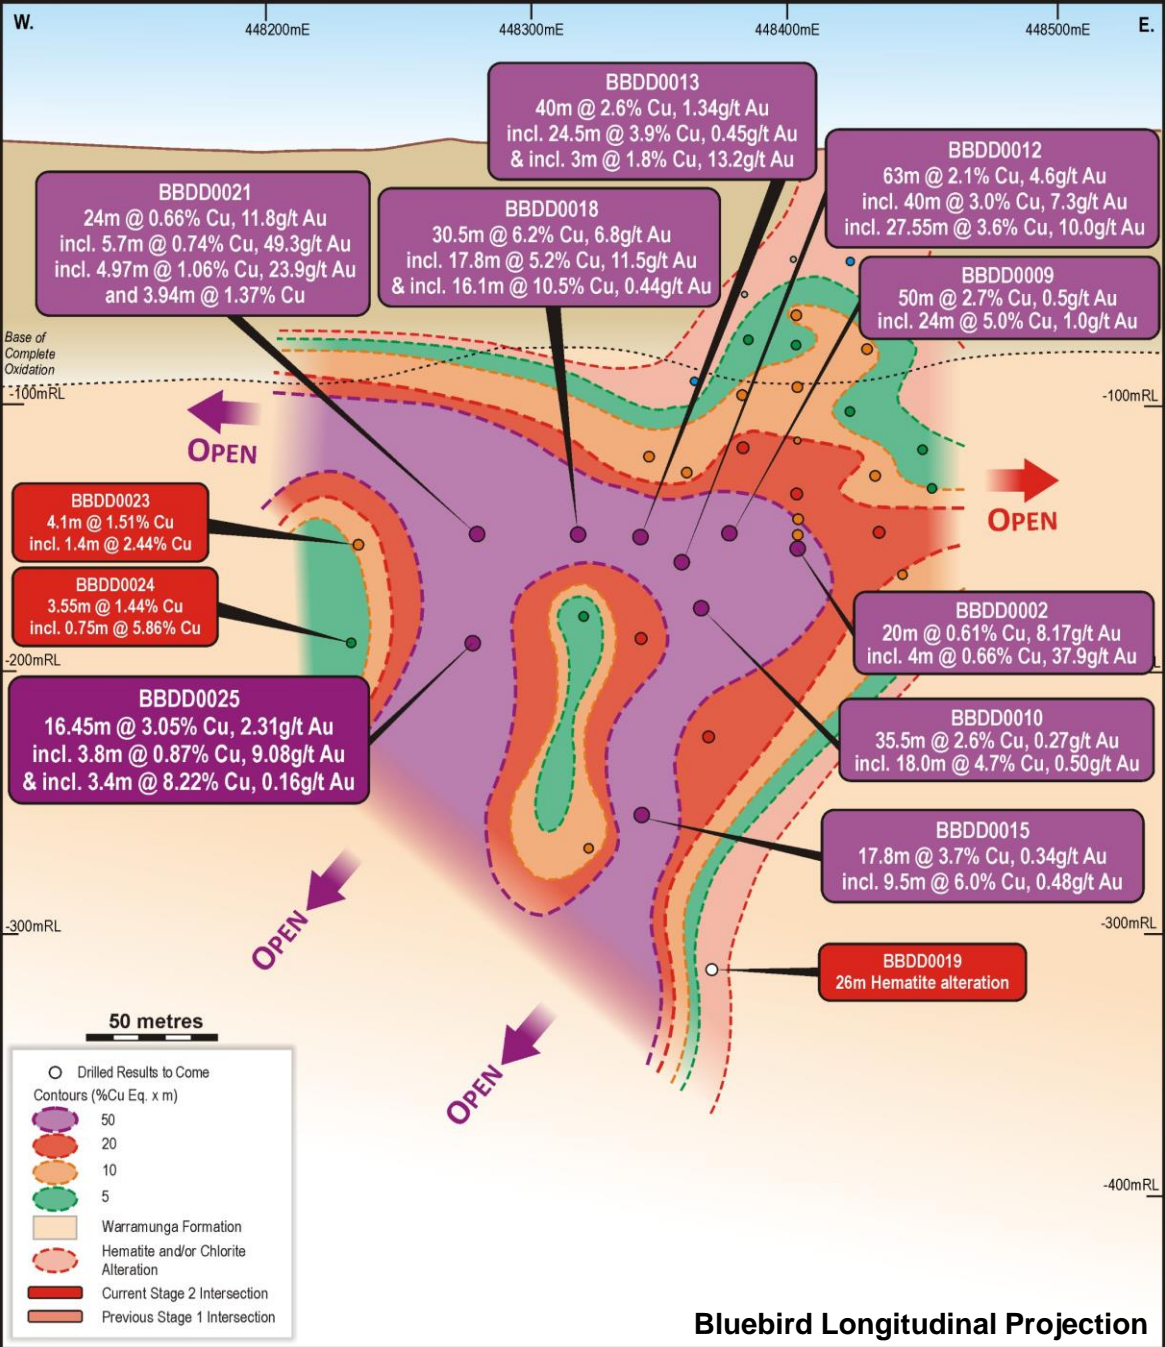 W.
448200mE
448300mE
448400mE
448500mE
E.
BBDD0013
40m @ 2.6% Cu, 1.34g/t Au
incl. 24.5m @ 3.9% Cu, 0.45g/t Au
& incl. 3m @ 1.8% Cu, 13.2g/t Au
BBDD0012
63m @ 2.1% Cu, 4.6g/t Au
incl. 40m @ 3.0% Cu, 7.3g/t Au
incl. 27.55m @ 3.6% Cu, 10.0g/t Au
BBDD0021
24m @ 0.66% Cu, 11.8g/t Au
incl. 5.7m @ 0.74% Cu, 49.3g/t Au
incl. 4.97m @ 1.06% Cu, 23.9g/t Au
and 3.94m @ 1.37% Cu
BBDD0018
30.5m @ 6.2% Cu, 6.8g/t Au
incl. 17.8m @ 5.2% Cu, 11.5g/t Au
& incl. 16.1m @ 10.5% Cu, 0.44g/t Au
BBDD0009
50m @ 2.7% Cu, 0.5g/t Au
incl. 24m @ 5.0% Cu, 1.0g/t Au
Base of
Complete
Oxidation
-100mRL
-100mRL
OPEN
OPEN
BBDD0023
4.1m @ 1.51% Cu
incl. 1.4m @ 2.44% Cu
BBDD0024
3.55m @ 1.44% Cu
incl. 0.75m @ 5.86% Cu
BBDD0002
20m @ 0.61% Cu, 8.17g/t Au
incl. 4m @ 0.66% Cu, 37.9g/t Au
-200mRL
L
BBDD0025
16.45m @ 3.05% Cu, 2.31g/t Au
incl. 3.8m @ 0.87% Cu, 9.08g/t Au
& incl. 3.4m @ 8.22% Cu, 0.16g/t Au
BBDD0010
35.5m @ 2.6% Cu, 0.27g/t Au
incl. 18.0m @ 4.7% Cu, 0.50g/t Au
BBDD0015
17.8m @ 3.7% Cu, 0.34g/t Au
incl. 9.5m @ 6.0% Cu, 0.48g/t Au
OPEN
-300mRL
-300mRL
BBDD0019
26m Hematite alteration
OPEN
50 metres
Drilled Results to Come
Contours (%Cu Eq. x m)
50
20
10
5
Warramunga Formation
Hematite and/or Chlorite
Alteration
Current Stage 2 Intersection
Previous Stage 1 Intersection
-400mRL
Bluebird Longitudinal Projection